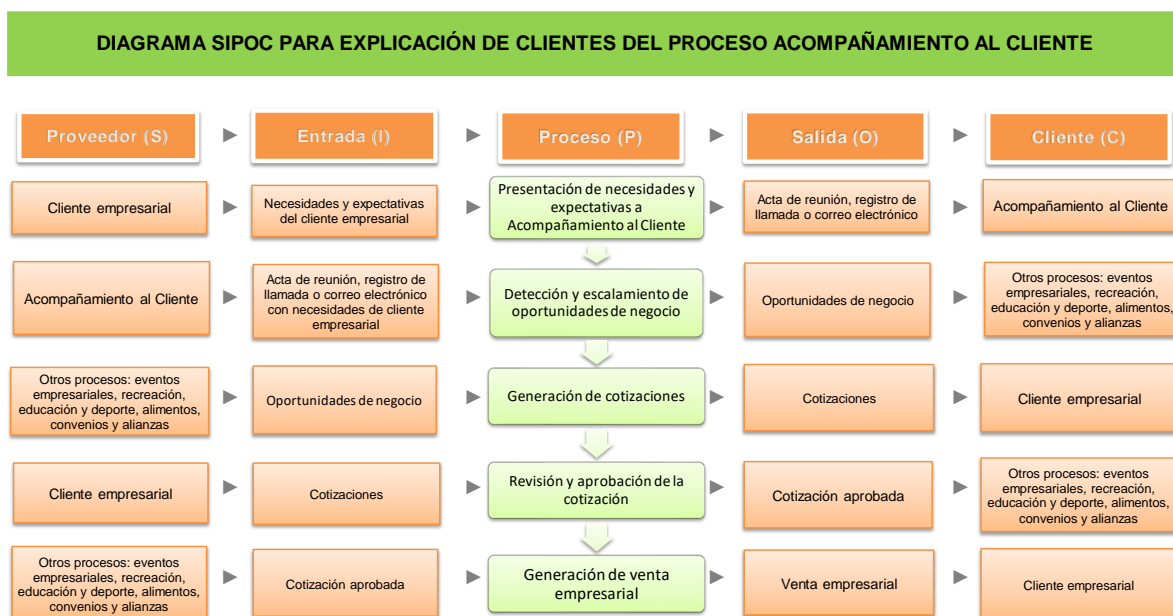 DIAGRAMA SIPOC PARA EXPLICACIÓN DE CLIENTES DEL PROCESO ACOMPAÑAMIENTO AL CLIENTE
Proveedor (S)
Entrada (I)
Proceso (P)
Salida (O)
Cliente (C)
Cliente empresarial
Necesidades y expectativas
del cliente empresarial
Presentación de necesidades y
expectativas a
Acompañamiento al Cliente
Acta de reunión, registro de
llamada o correo electrónico
Acompañamiento al Cliente
Acompañamiento al Cliente
Acta de reunión, registro de
llamada o correo electrónico
con necesidades de cliente
empresarial
Detección y escalamiento de
oportunidades de negocio
Oportunidades de negocio
Otros procesos: eventos
empresariales, recreación,
educación y deporte, alimentos,
convenios y alianzas
Otros procesos: eventos
empresariales, recreación,
educación y deporte, alimentos,
convenios y alianzas
Oportunidades de negocio
Generación de cotizaciones
Cotizaciones
Cliente empresarial
Cliente empresarial
Cotizaciones
Revisión y aprobación de la
cotización
Cotización aprobada
Otros procesos: eventos
empresariales, recreación,
educación y deporte, alimentos,
convenios y alianzas
Otros procesos: eventos
empresariales, recreación,
educación y deporte, alimentos,
convenios y alianzas
Cotización aprobada
Generación de venta
empresarial
Venta empresarial
Cliente empresarial